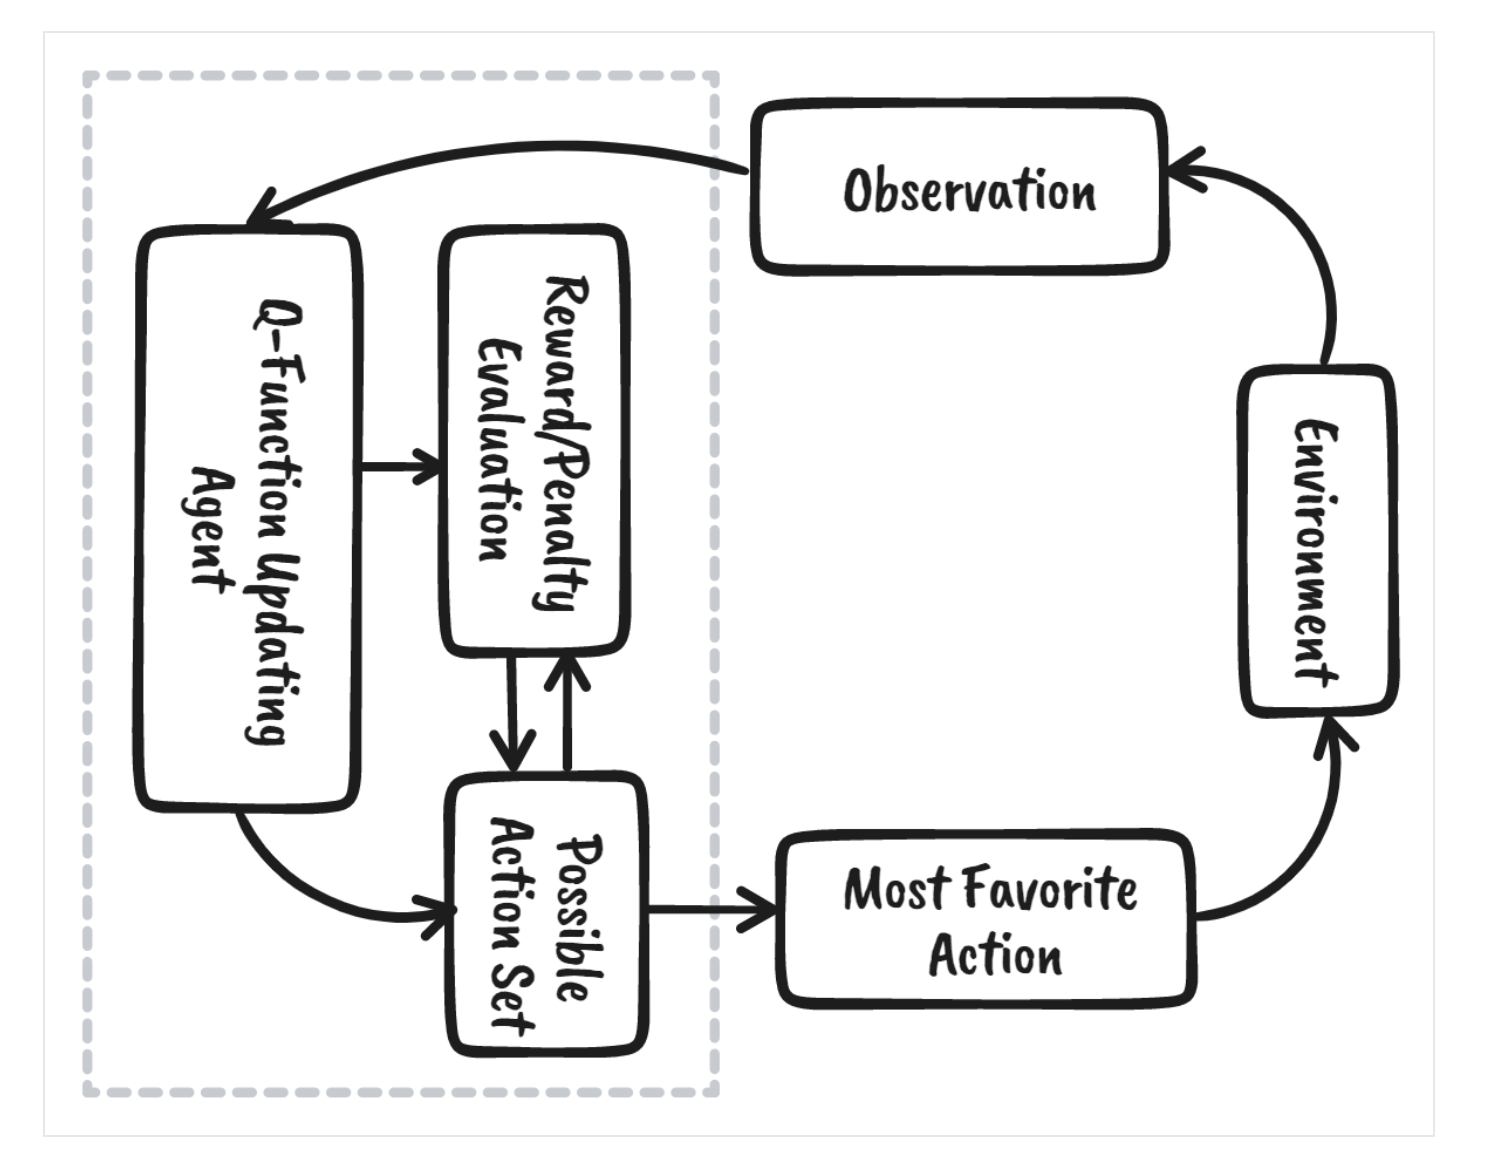 Observation
Q-Function Updating
Agent
Reward/Penalty
Evaluation
Environment
Possible
Action Set
Most Favorite
Action